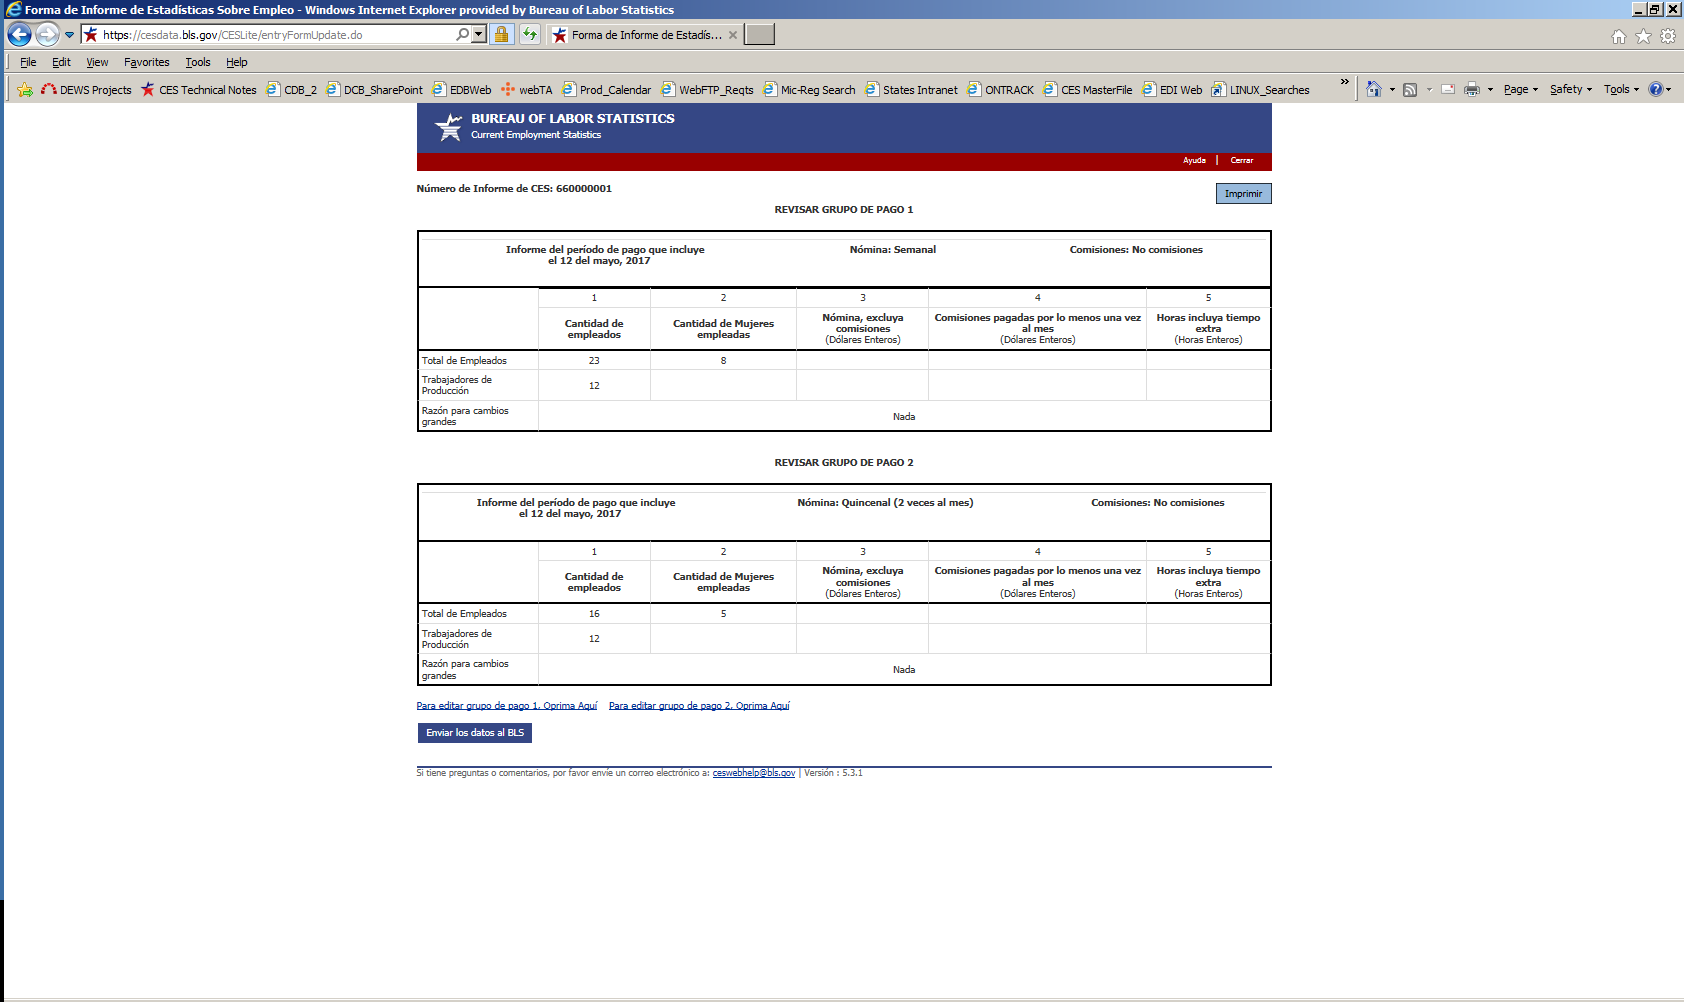 Forma de Informe de Estadísticas Sobre Empleo - Windows Internet Explorer provided by Bureau of Labor Statistics
https://cesdata.bls.gov/CESLite/entryFormUpdate.do
Forma de Informe de Estadís...
File Edit View Favorites Tools Help
DEWS Projects CES Technical Notes CDB_2 DCB_SharePoint EDBWeb webTA Prod_Calendar WebFTP_Reqts Mic-Reg Search States Intranet ONTRACK CES MasterFile EDI Web LINUX_Searches » Page Safety Tools
BUREAU OF LABOR STATISTICS
Current Employment Statistics
Ayuda | Cerrar
Número de Informe de CES: 660000001
Imprimir
REVISAR GRUPO DE PAGO 1
Informe del período de pago que incluye
el 12 del mayo, 2017
Nómina: Semanal
Comisiones: No comisiones
1 2 3 4 5
Cantidad de
empleados
Cantidad de Mujeres
empleadas
Nómina, excluya
comisiones
(Dólares Enteros)
Comisiones pagadas por lo menos una vez
al mes
(Dólares Enteros)
Horas incluya tiempo
extra
(Horas Enteros)
Total de Empleados 23 8
Trabajadores de
Producción
12
Razón para cambios
grandes
Nada
REVISAR GRUPO DE PAGO 2
Informe del período de pago que incluye
el 12 del mayo, 2017
Nómina: Quincenal (2 veces al mes)
Comisiones: No comisiones
1 2 3 4 5
Cantidad de
empleados
Cantidad de Mujeres
empleadas
Nómina, excluya
comisiones
(Dólares Enteros)
Comisiones pagadas por lo menos una vez
al mes
(Dólares Enteros)
Horas incluya tiempo
extra
(Horas Enteros)
Total de Empleados 16 5
Trabajadores de
Producción
12
Razón para cambios
grandes
Nada
Para editar grupo de pago 1, Oprima Aquí Para editar grupo de pago 2, Oprima Aquí
Enviar los datos al BLS
Si tiene preguntas o comentarios, por favor envíe un correo electrónico a: ceswebhelp@bls.gov | Versión : 5.3.1